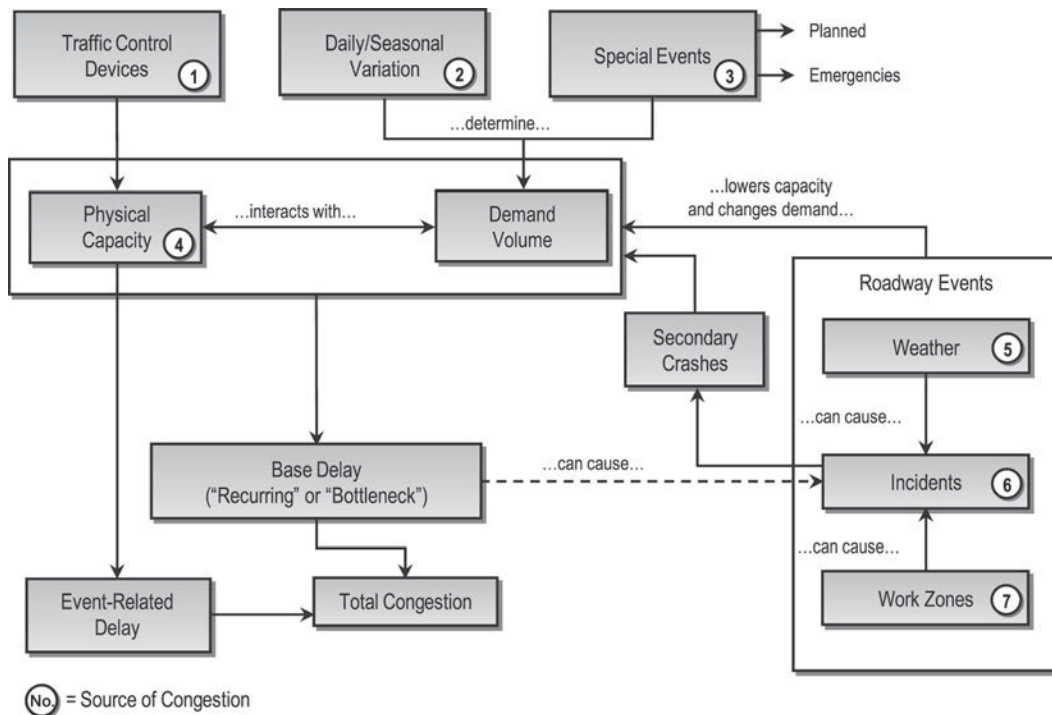 Traffic Control
Devices
1
Daily/Seasonal
Variation
2
Special Events
3
Planned
Emergencies
...determine...
Physical
Capacity
4
...interacts with...
Demand
Volume
...lowers capacity
and changes demand...
Roadway Events
Secondary
Crashes
Weather
5
...can cause...
Base Delay
("Recurring" or "Bottleneck")
...can cause...
Incidents
6
...can cause...
Event-Related
Delay
Total Congestion
Work Zones
7
No. = Source of Congestion